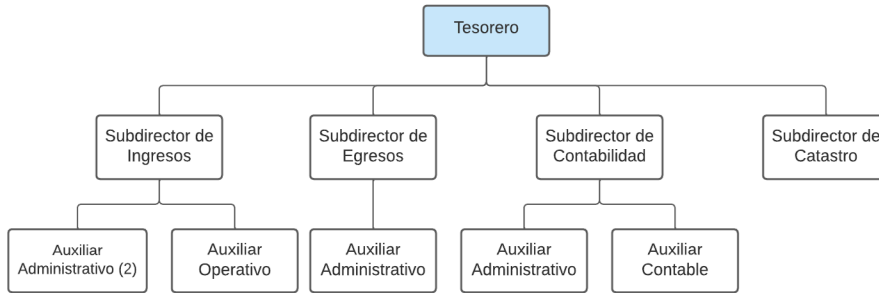 Tesorero
Subdirector de
Ingresos
Subdirector de
Egresos
Subdirector de
Contabilidad
Subdirector de
Catastro
Auxiliar
Administrativo (2)
Auxiliar
Operativo
Auxiliar
Administrativo
Auxiliar
Administrativo
Auxiliar
Contable